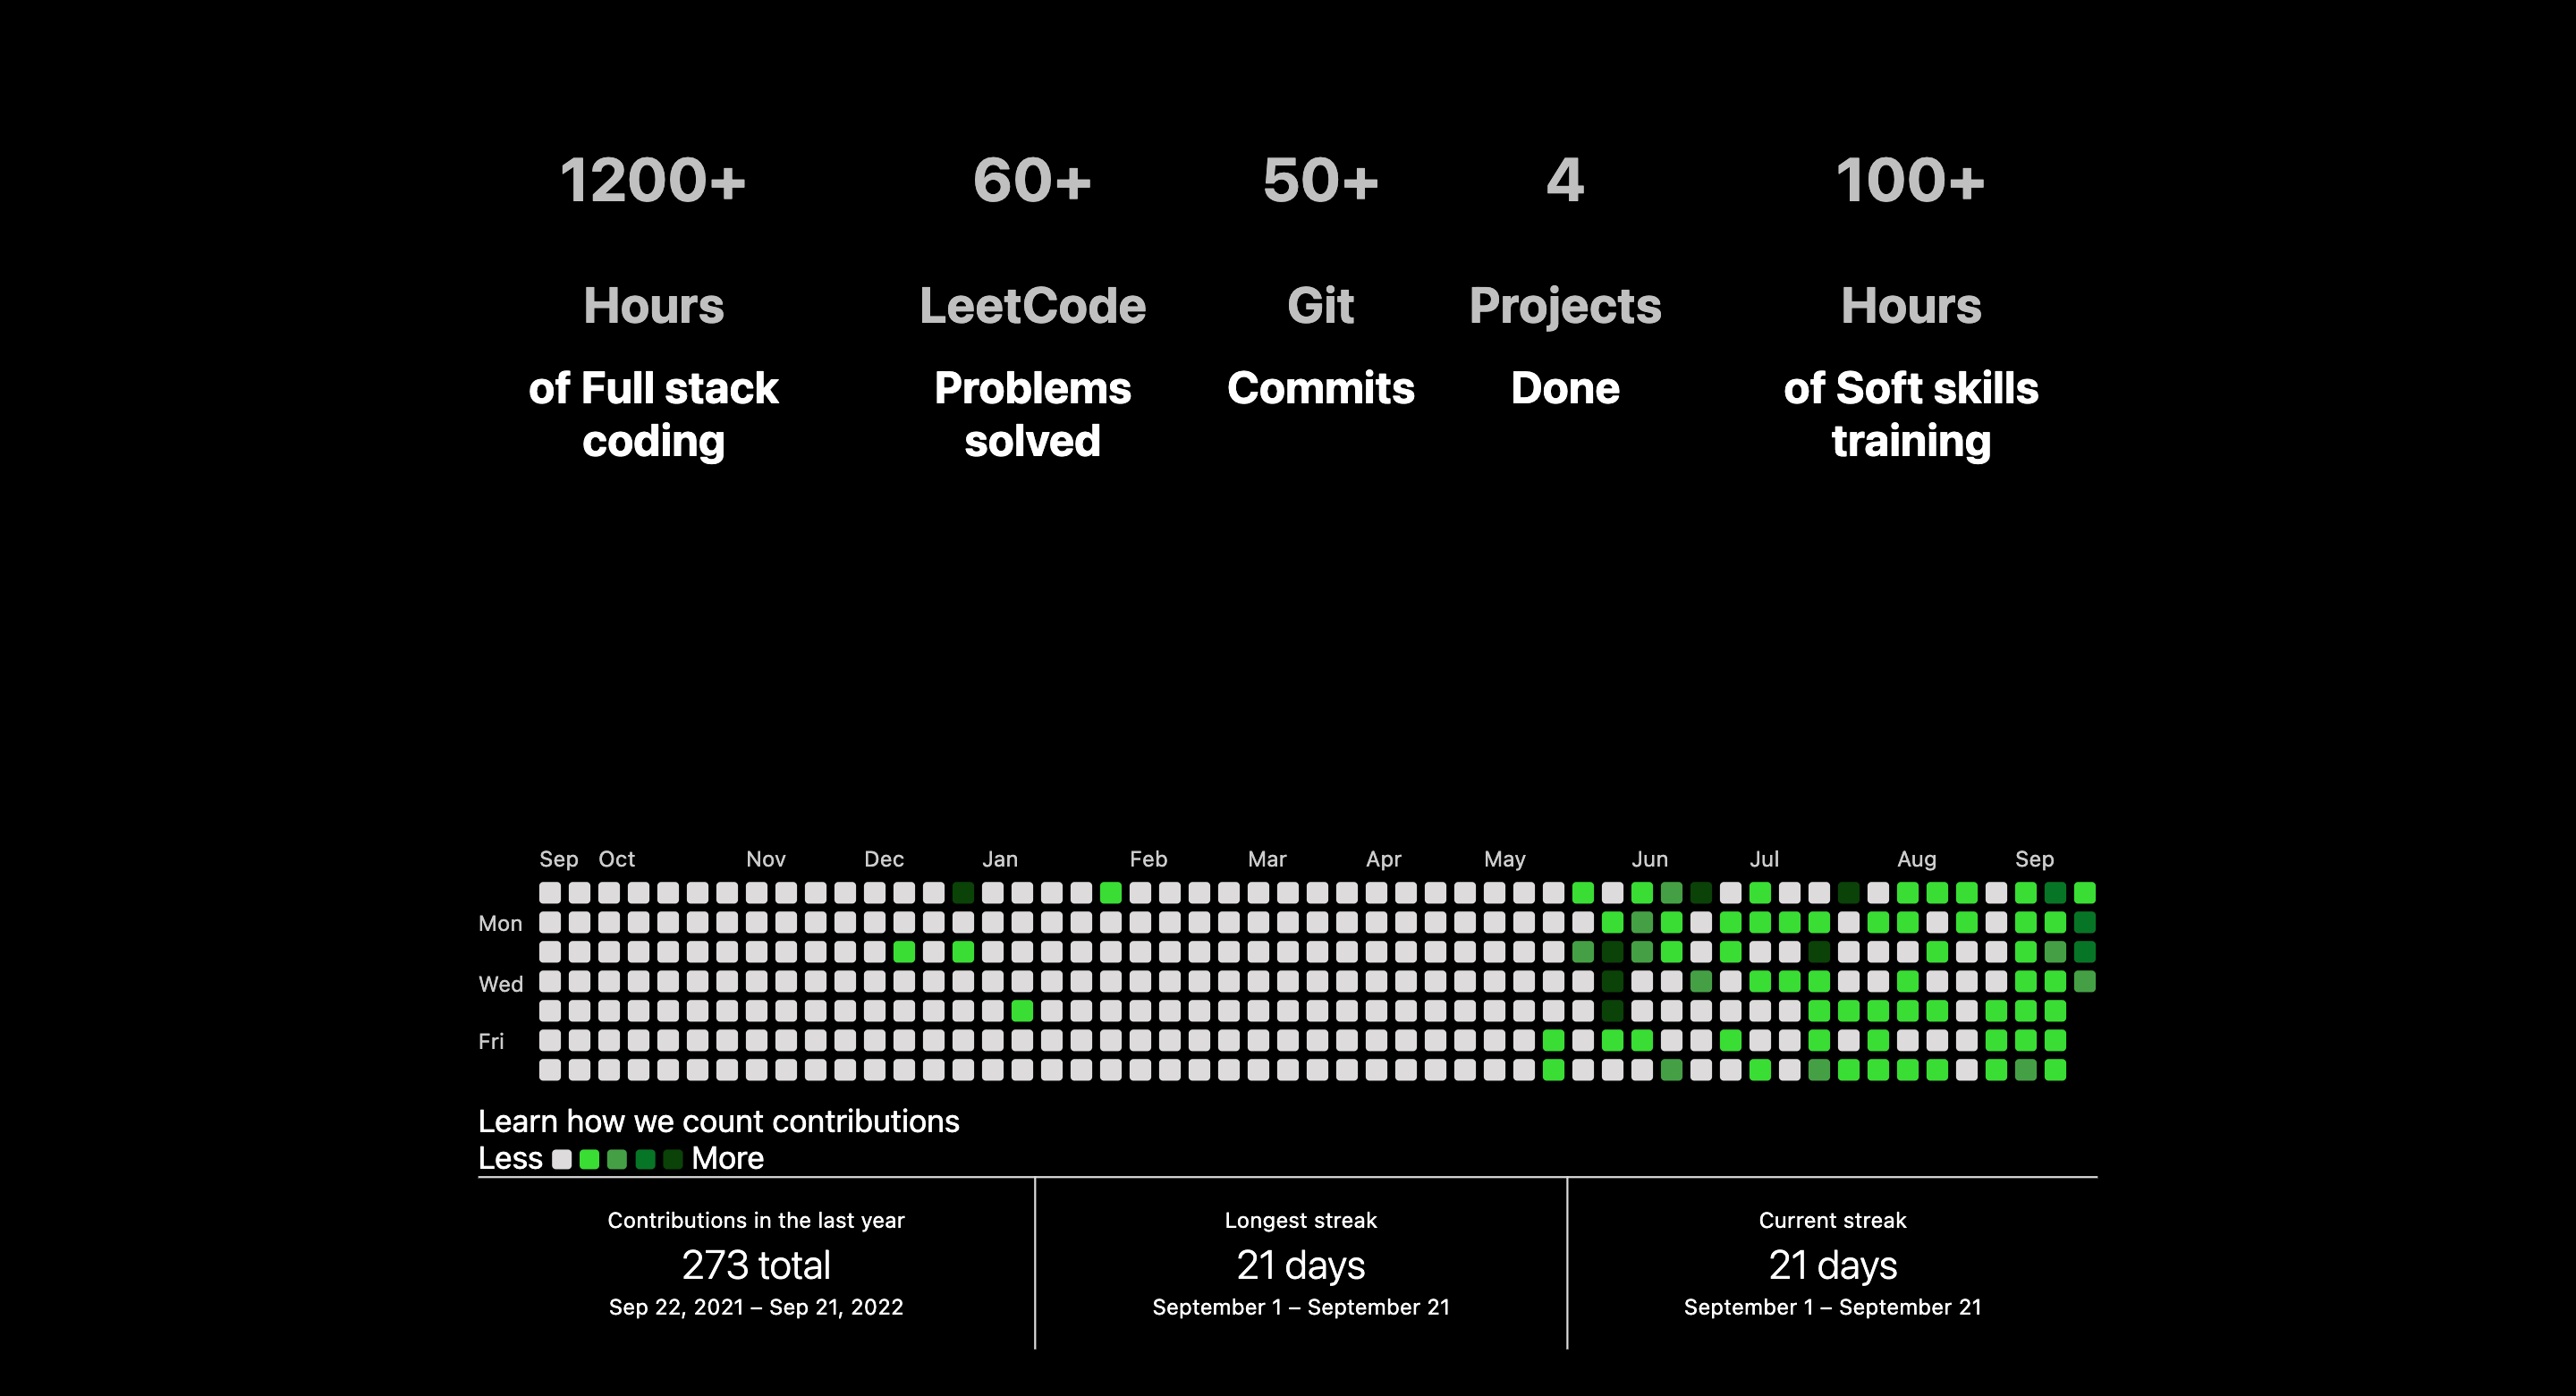 1200+
Hours
of Full stack
coding
60+
LeetCode
Problems
solved
50+
Git
Commits
4
Projects
Done
100+
Hours
of Soft skills
training
Sep Oct Nov Dec Jan Feb Mar Apr May Jun Jul Aug Sep
Mon
Wed
Fri
Learn how we count contributions
Less More
Contributions in the last year
273 total
Sep 22, 2021 – Sep 21, 2022
Longest streak
21 days
September 1 – September 21
Current streak
21 days
September 1 – September 21